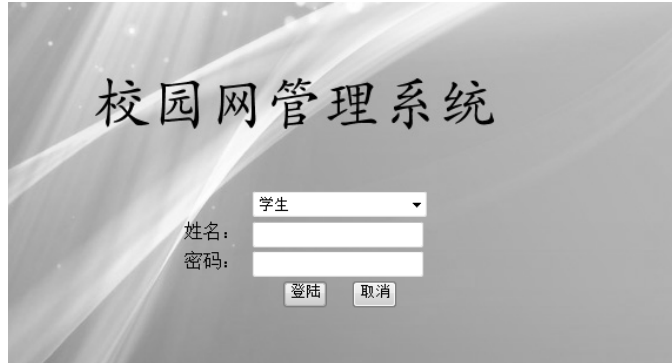 校园网管理系统
学生
姓名：
密码：
登陆 取消